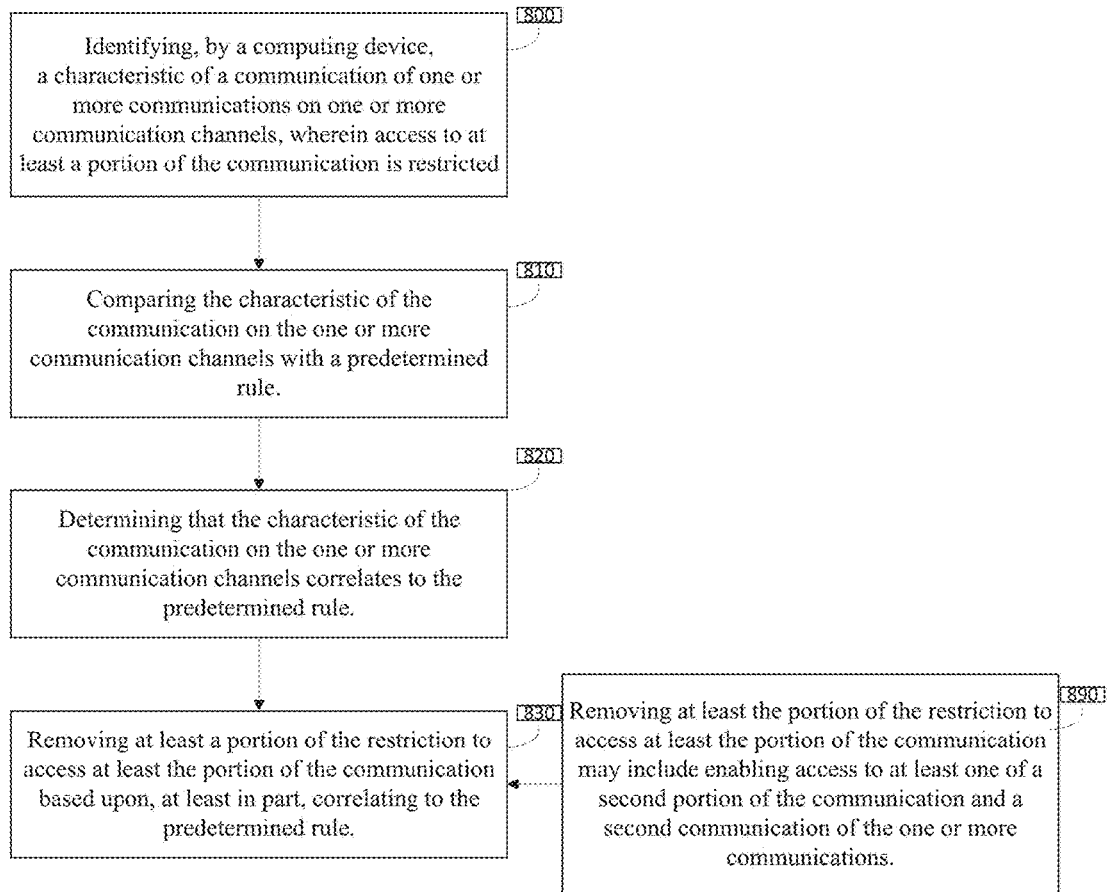 800
Identifying, by a computing device,
a characteristic of a communication of one or
more communications on one or more
communication channels, wherein access to at
least a portion of the communication is restricted
810
Comparing the characteristic of the
communication on the one or more
communication channels with a predetermined
rule.
820
Determining that the characteristic of the
communication on the one or more
communication channels correlates to the
predetermined rule.
830
Removing at least a portion of the restriction to
access at least the portion of the communication
based upon, at least in part, correlating to the
predetermined rule.
890
Removing at least the portion of the restriction to
access at least the portion of the communication
may include enabling access to at least one of a
second portion of the communication and a
second communication of the one or more
communications.